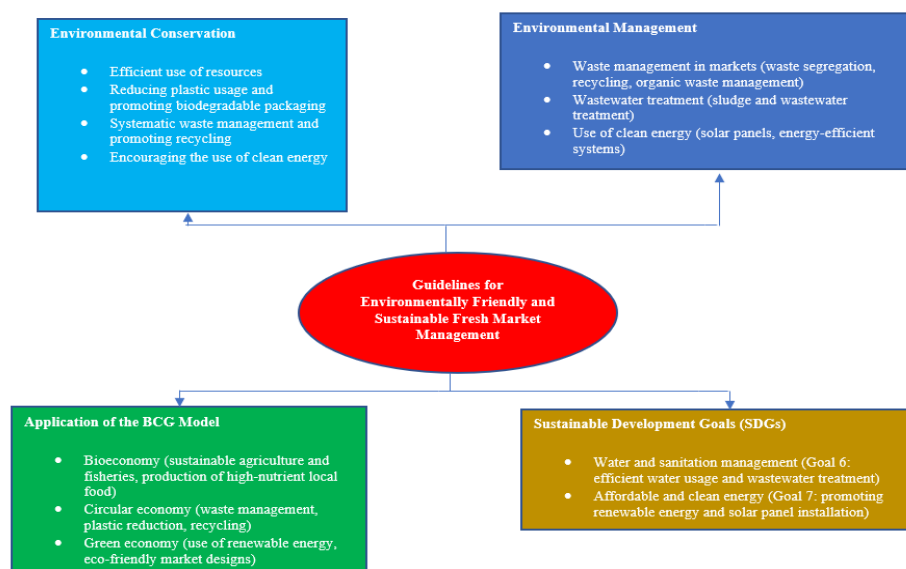 Environmental Conservation
● Efficient use of resources
● Reducing plastic usage and
promoting biodegradable packaging
● Systematic waste management and
promoting recycling
● Encouraging the use of clean energy
Environmental Management
● Waste management in markets (waste segregation,
recycling, organic waste management)
● Wastewater treatment (sludge and wastewater
treatment)
● Use of clean energy (solar panels, energy-efficient
systems)
Guidelines for
Environmentally Friendly and
Sustainable Fresh Market
Management
Application of the BCG Model
● Bioeconomy (sustainable agriculture and
fisheries, production of high-nutrient local
food)
● Circular economy (waste management,
plastic reduction, recycling)
● Green economy (use of renewable energy,
eco-friendly market designs)
Sustainable Development Goals (SDGs)
● Water and sanitation management (Goal 6:
efficient water usage and wastewater treatment)
● Affordable and clean energy (Goal 7: promoting
renewable energy and solar panel installation)